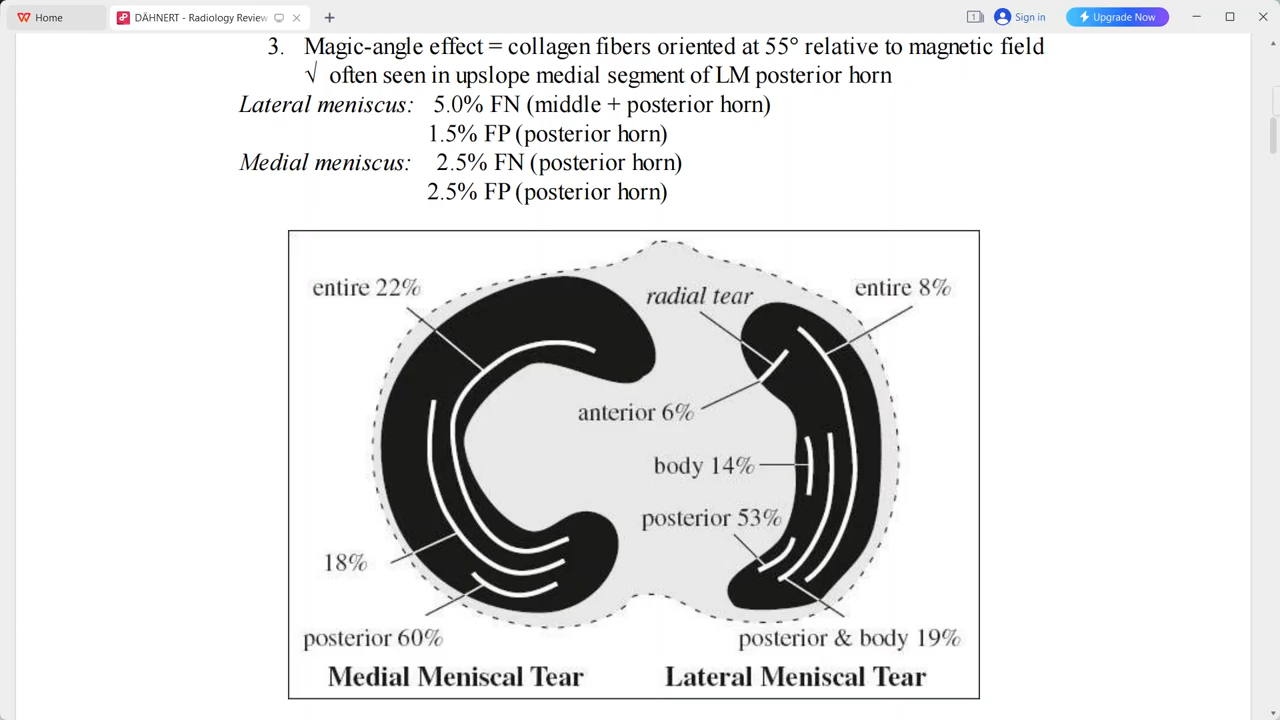 Home
DÄHNERT - Radiology Review
1
Sign in
Upgrade Now
3. Magic-angle effect = collagen fibers oriented at 55° relative to magnetic field
√ often seen in upslope medial segment of LM posterior horn
Lateral meniscus: 5.0% FN (middle + posterior horn)
1.5% FP (posterior horn)
Medial meniscus: 2.5% FN (posterior horn)
2.5% FP (posterior horn)
entire 22%
radial tear
entire 8%
anterior 6%
body 14%
posterior 53%
18%
posterior 60%
posterior & body 19%
Medial Meniscal Tear
Lateral Meniscal Tear